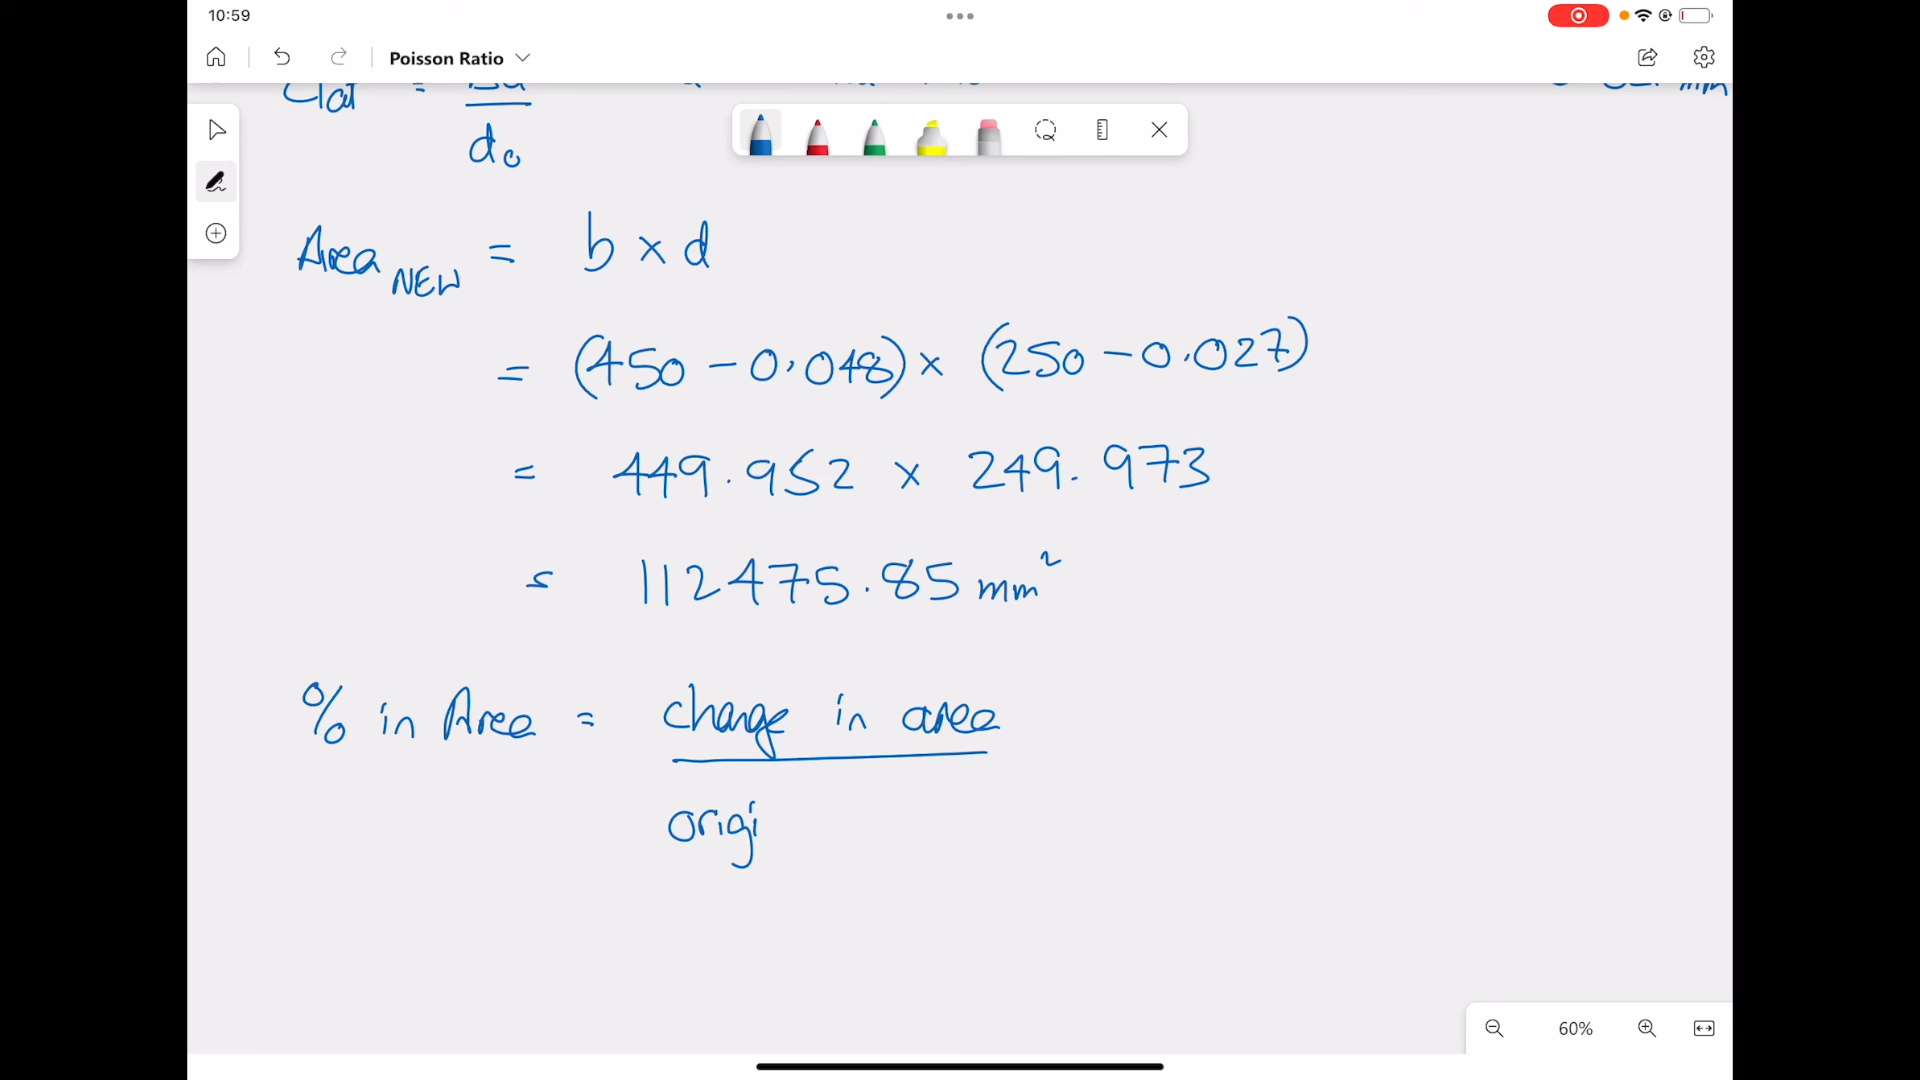 10:59
Poisson Ratio
d₀
Area NEW = b x d
= (450 - 0.048) x (250 - 0.027)
= 449.952 x 249.973
= 112475.85 mm²
% in Area = change in area
origi
60%